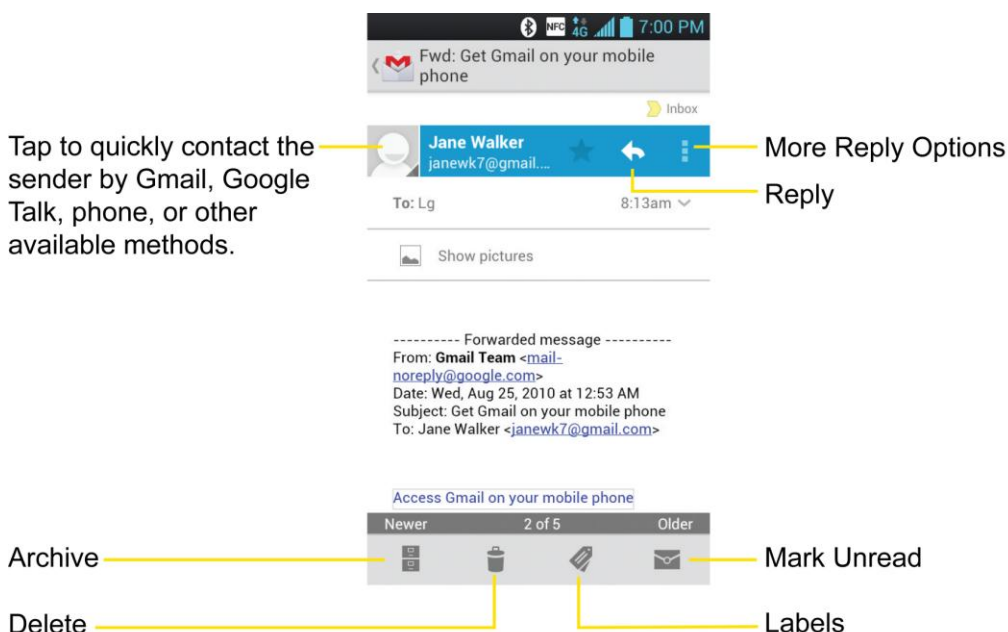 NFC 4G 7:00 PM
Fwd: Get Gmail on your mobile
phone
Inbox
Tap to quickly contact the
sender by Gmail, Google
Talk, phone, or other
available methods.
Jane Walker
janewk7@gmail....
More Reply Options
Reply
To: Lg 8:13am
Show pictures
---------- Forwarded message ----------
From: Gmail Team <mail-
noreply@google.com>
Date: Wed, Aug 25, 2010 at 12:53 AM
Subject: Get Gmail on your mobile phone
To: Jane Walker <janewk7@gmail.com>
Access Gmail on your mobile phone
Newer 2 of 5 Older
Archive
Mark Unread
Delete
Labels